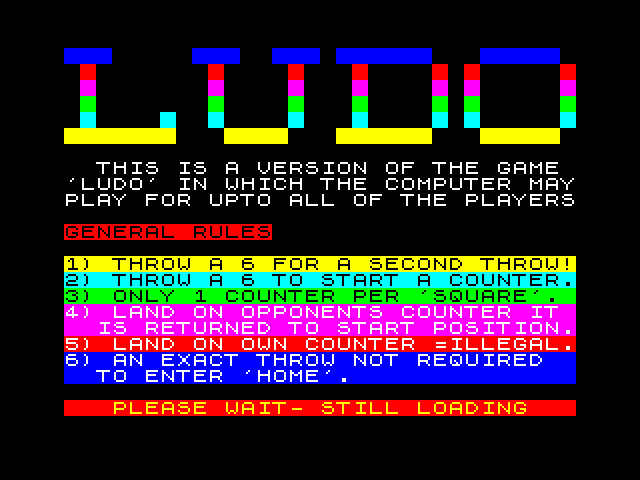 LUDO
THIS IS A VERSION OF THE GAME
'LUDO' IN WHICH THE COMPUTER MAY
PLAY FOR UPTO ALL OF THE PLAYERS
GENERAL RULES
1) THROW A 6 FOR A SECOND THROW!
2) THROW A 6 TO START A COUNTER.
3) ONLY 1 COUNTER PER 'SQUARE'.
4) LAND ON OPPONENTS COUNTER IT
IS RETURNED TO START POSITION.
5) LAND ON OWN COUNTER =ILLEGAL.
6) AN EXACT THROW NOT REQUIRED
TO ENTER 'HOME'.
PLEASE WAIT- STILL LOADING